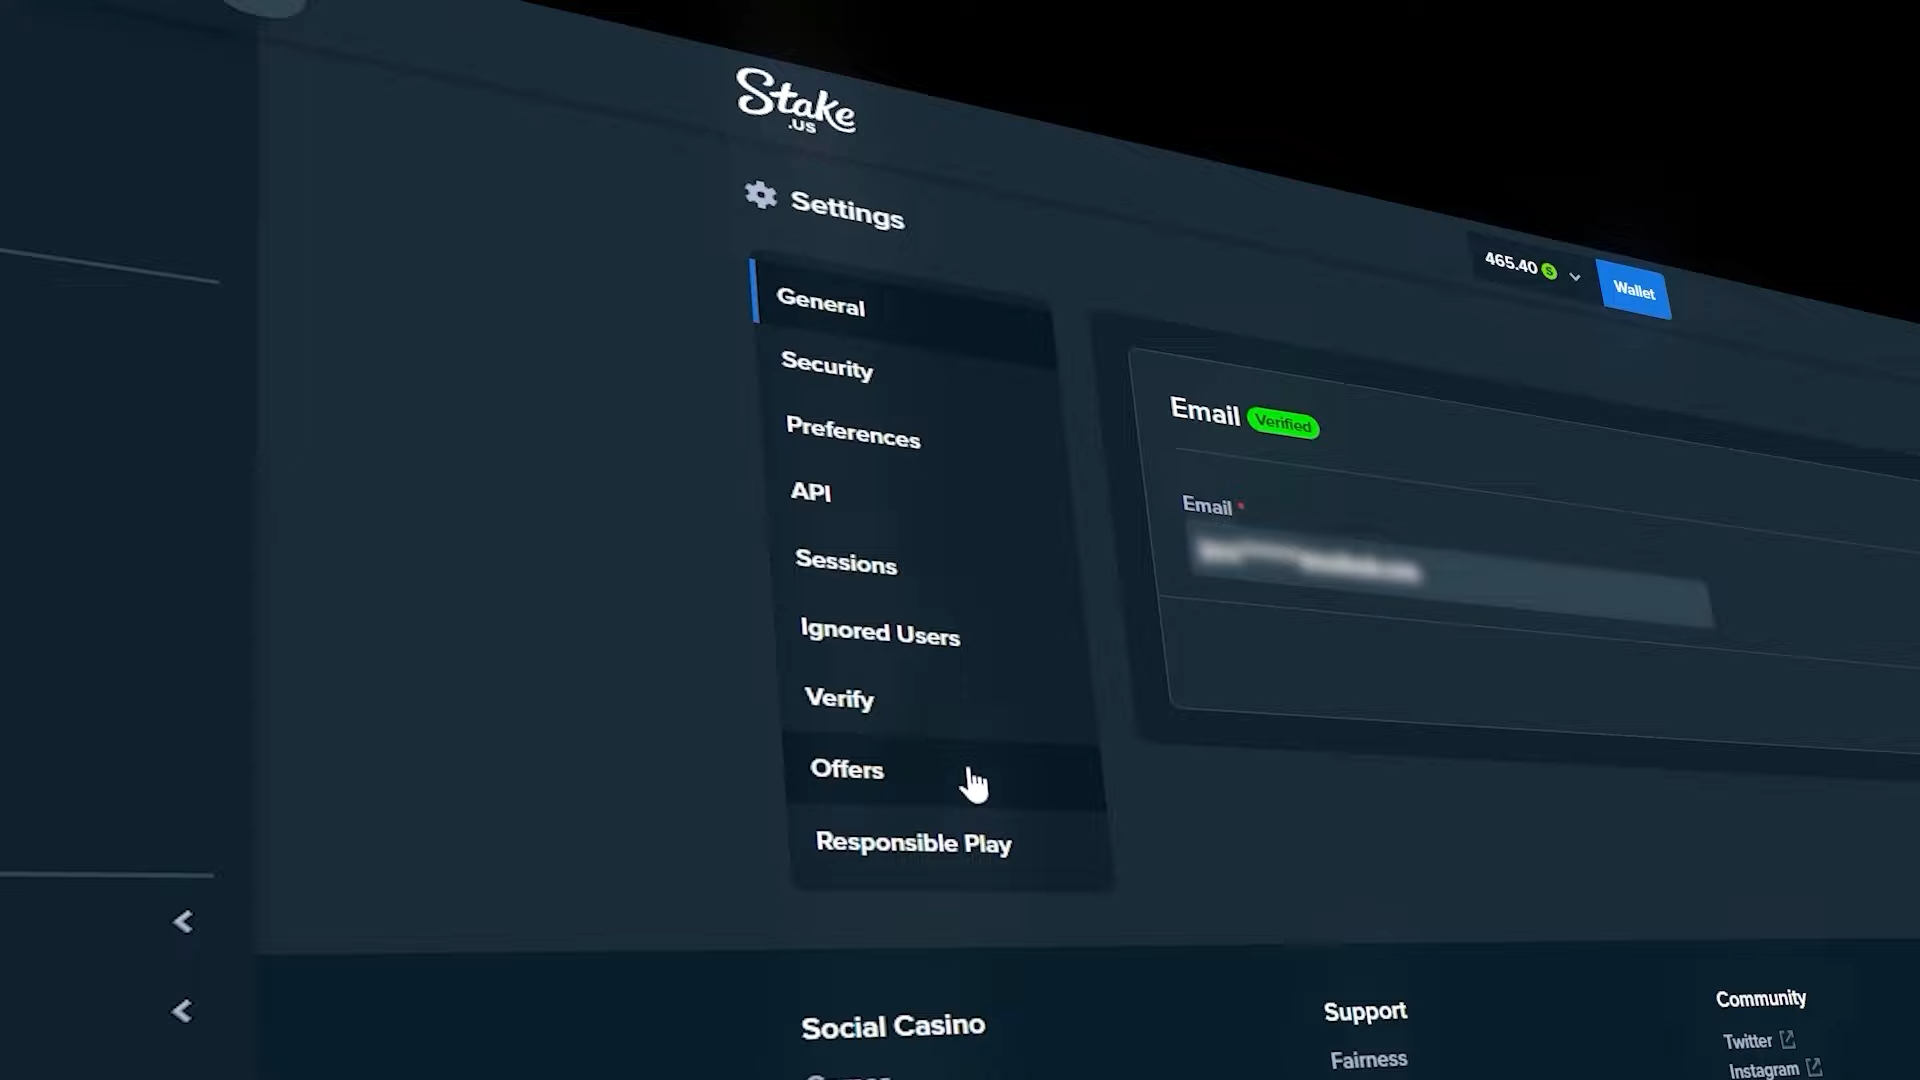 Stake
.US
Settings
465.40 S
Wallet
General
Security
Preferences
API
Sessions
Ignored Users
Verify
Offers
Responsible Play
Email Verified
Email *
Social Casino
Support
Fairness
Community
Twitter
Instagram